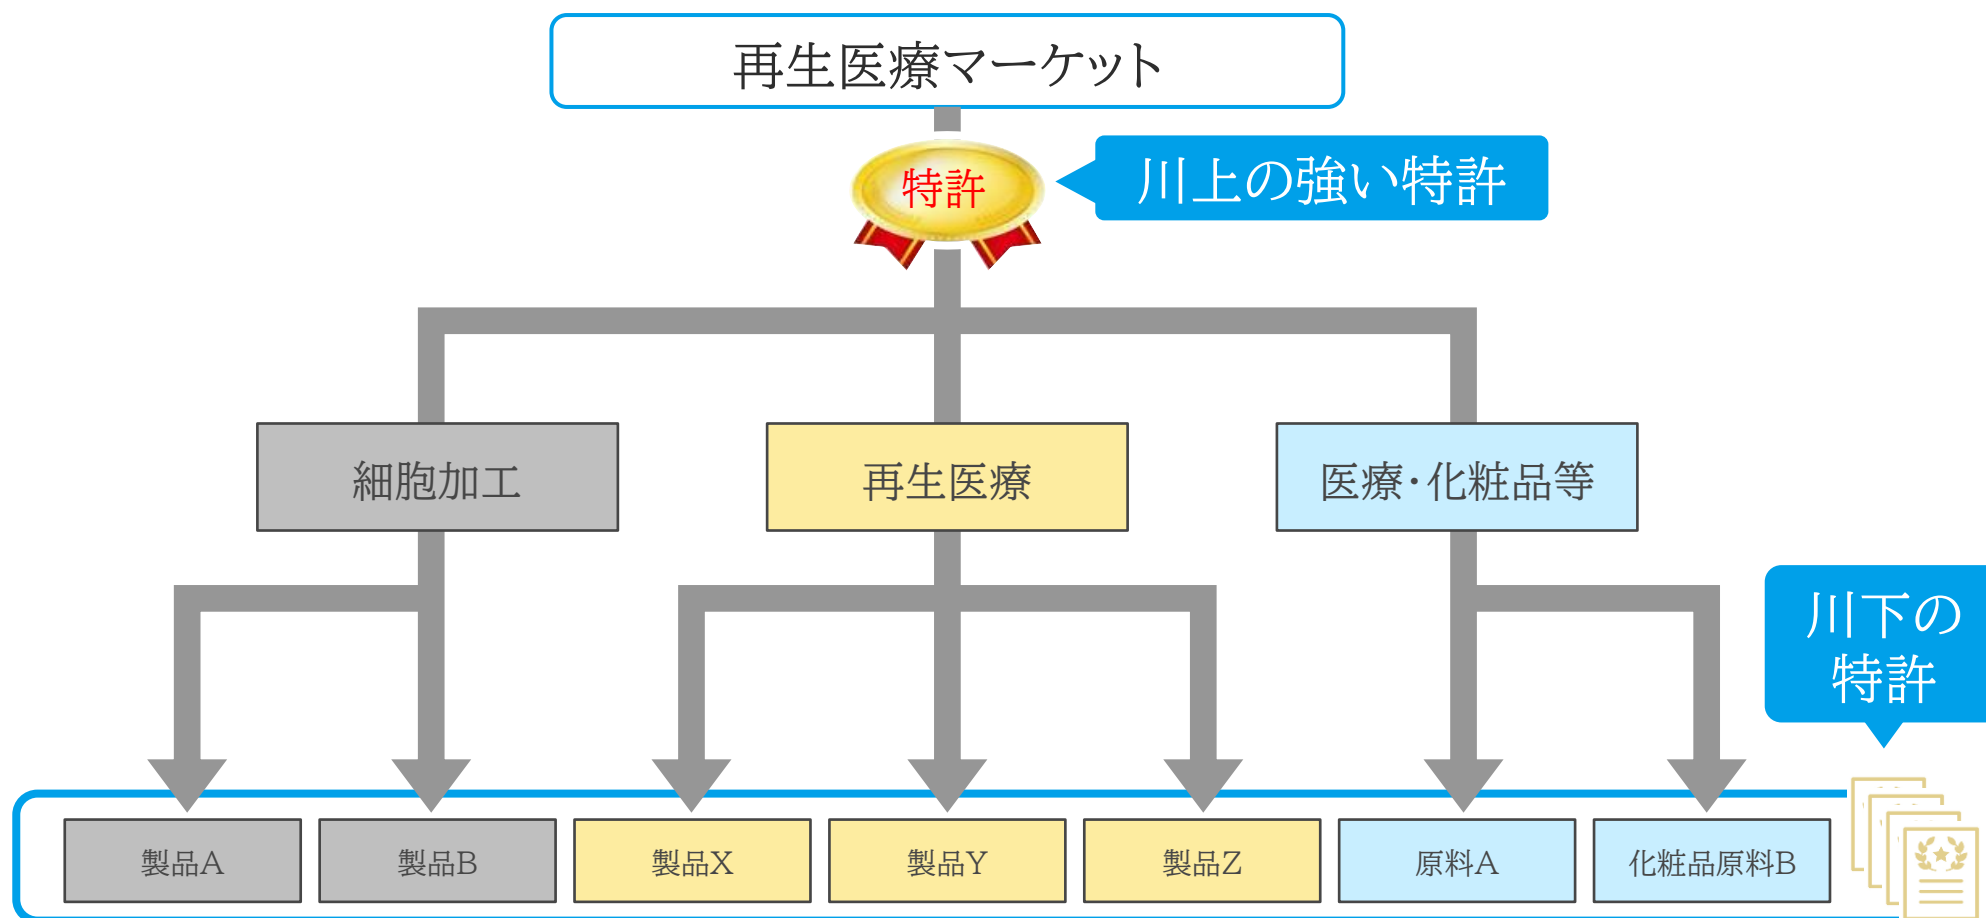 再生医療マーケット
特許
川上の強い特許
細胞加工
再生医療
医療・化粧品等
川下の
特許
製品A
製品B
製品X
製品Y
製品Z
原料A
化粧品原料B